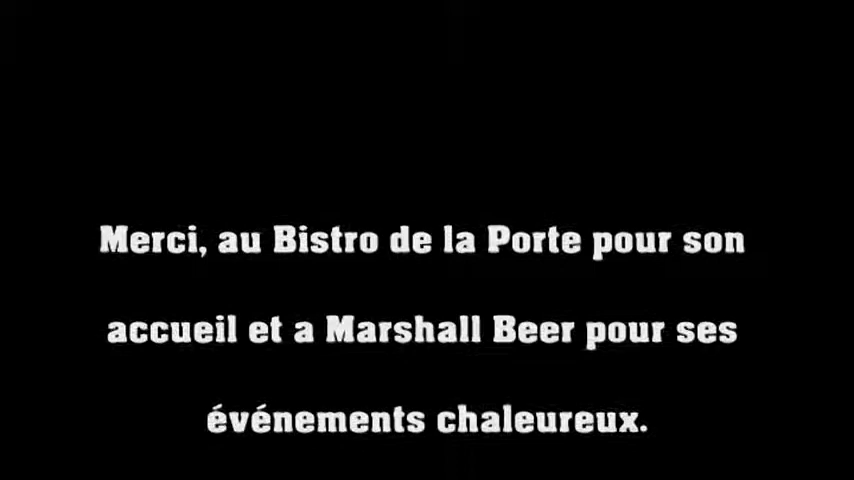 Merci, au Bistro de la Porte pour son
accueil et a Marshall Beer pour ses
événements chaleureux.